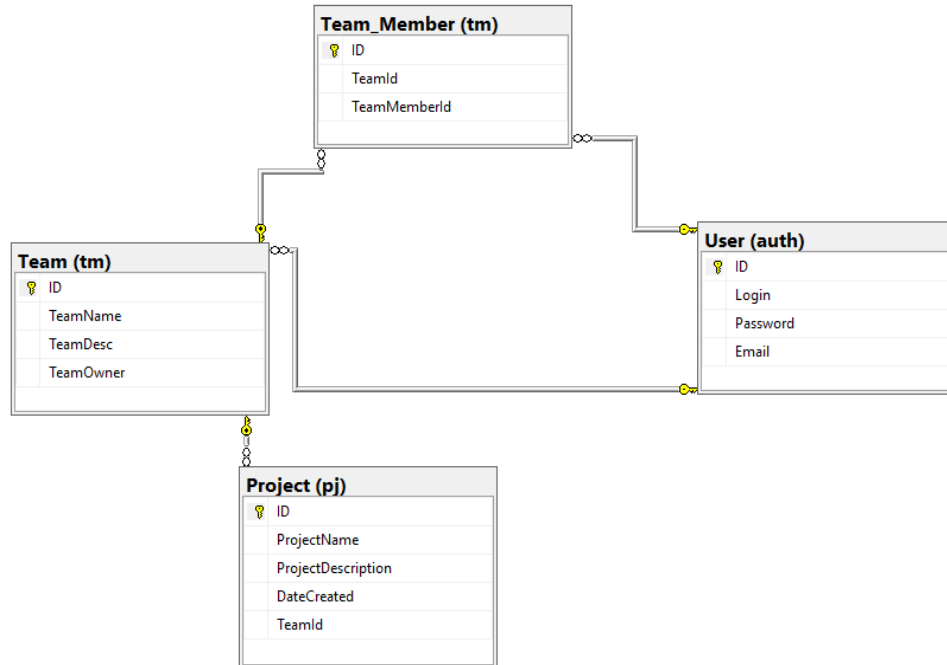 Team_Member (tm)
ID
TeamId
TeamMemberId
Team (tm)
ID
TeamName
TeamDesc
TeamOwner
User (auth)
ID
Login
Password
Email
Project (pj)
ID
ProjectName
ProjectDescription
DateCreated
TeamId